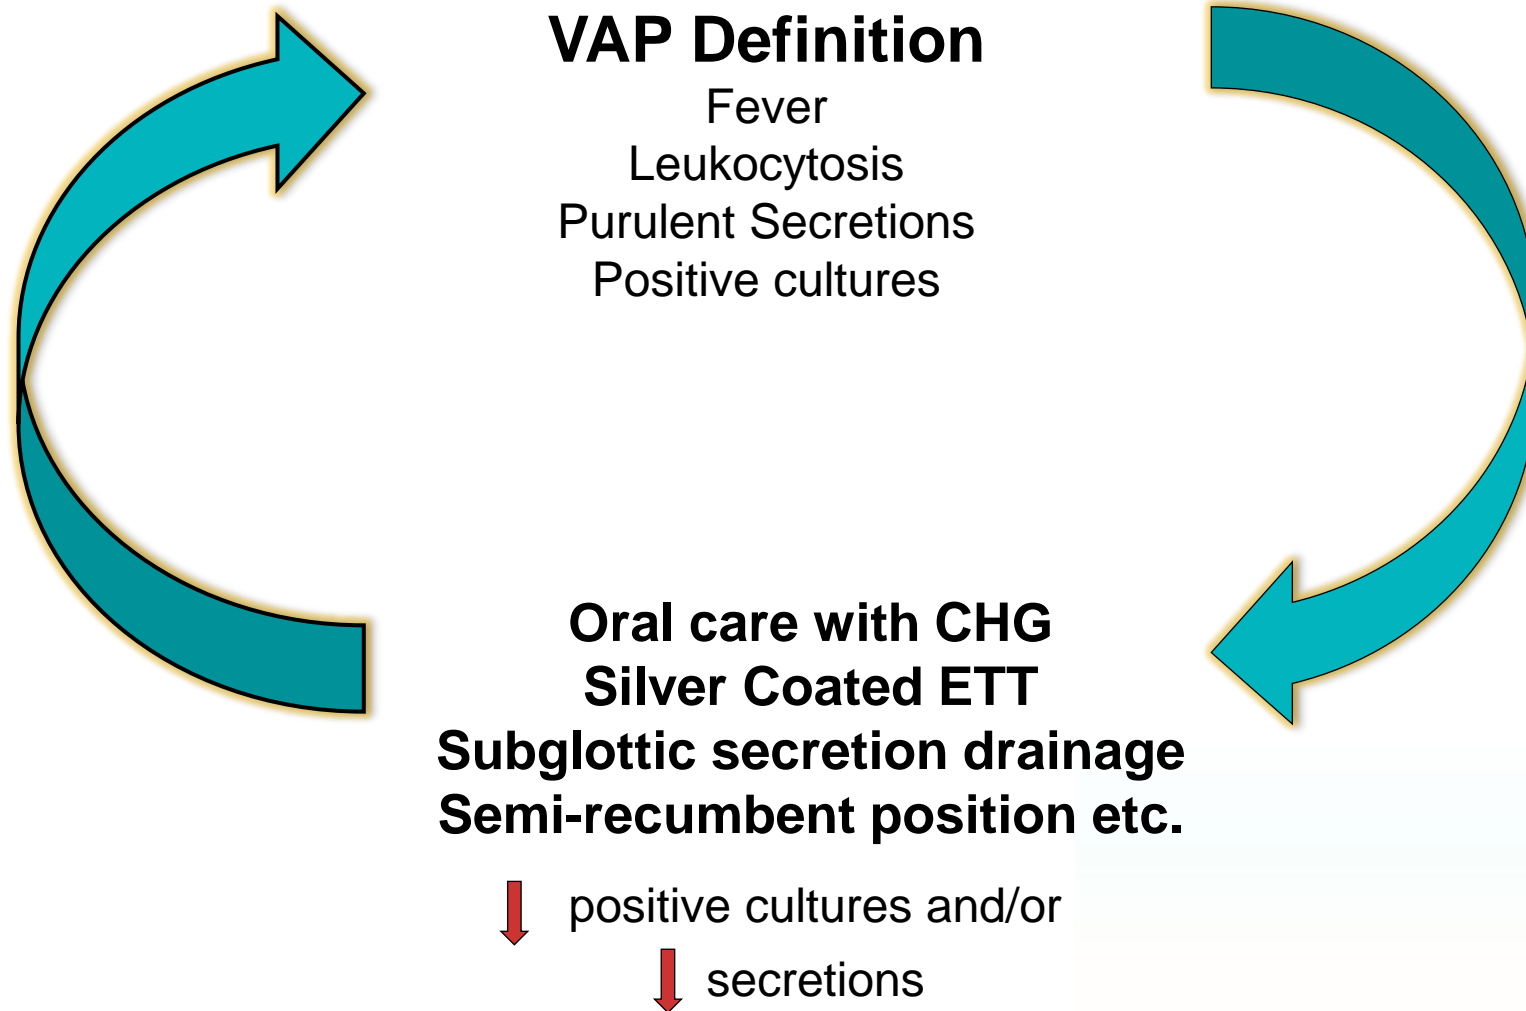 VAP Definition
Fever
Leukocytosis
Purulent Secretions
Positive cultures
Oral care with CHG
Silver Coated ETT
Subglottic secretion drainage
Semi-recumbent position etc.
positive cultures and/or
secretions